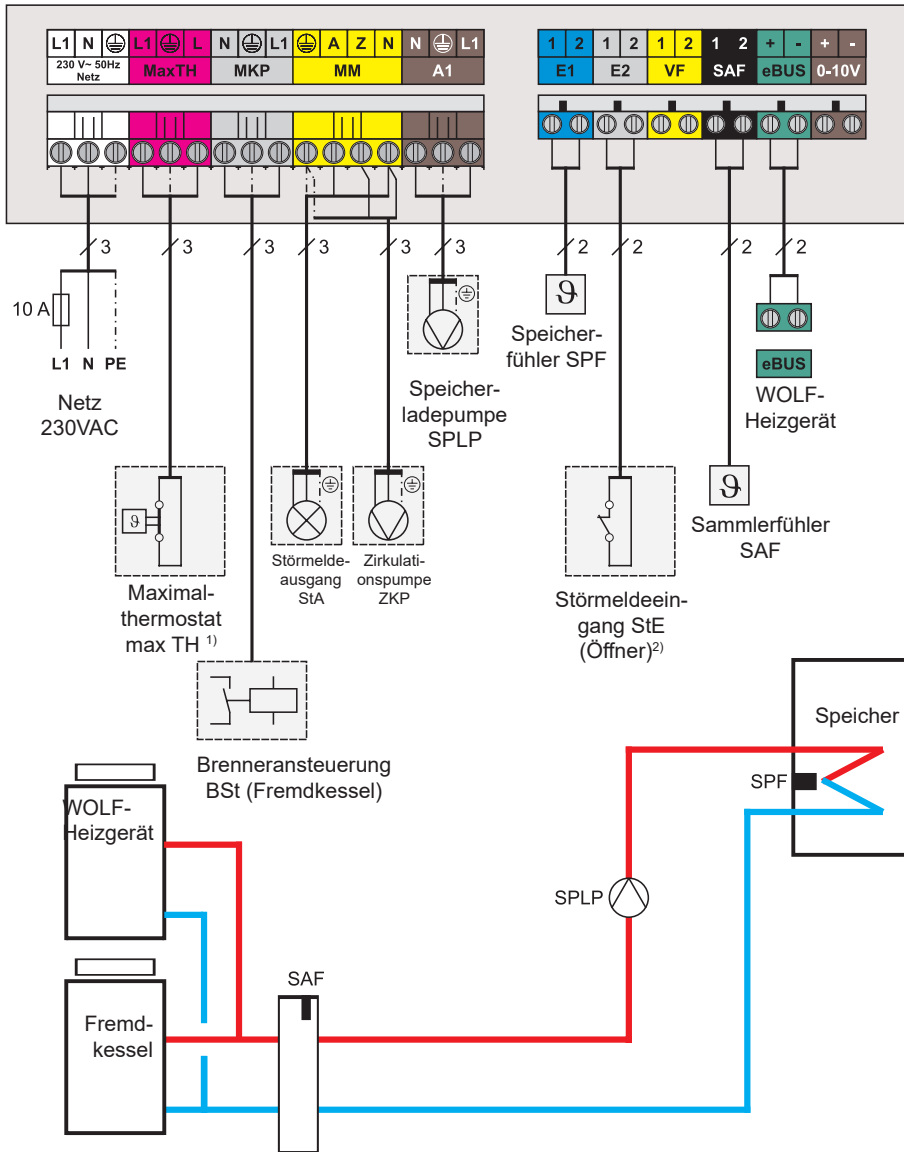 L1 N L1 L N L1 A Z N N L1
230 V~ 50Hz
Netz
MaxTH MKP MM A1
1 2 1 2 1 2 1 2 + - + -
E1 E2 VF SAF eBUS 0-10V
3 3 3 3 3 3
2 2 2 2
10 A
L1 N PE
Netz
230VAC
ϑ
Speicher-
fühler SPF
Speicher-
ladepumpe
SPLP
eBUS
WOLF-
Heizgerät
ϑ
Sammlerfühler
SAF
ϑ
Maximal-
thermostat
max TH 1)
Störmelde-
ausgang
StA
Zirkulati-
onspumpe
ZKP
Störmeldeein-
gang StE
(Öffner)2)
Brenneransteuerung
BSt (Fremdkessel)
Speicher
SPF
WOLF-
Heizgerät
SPLP
SAF
Fremd-
kessel